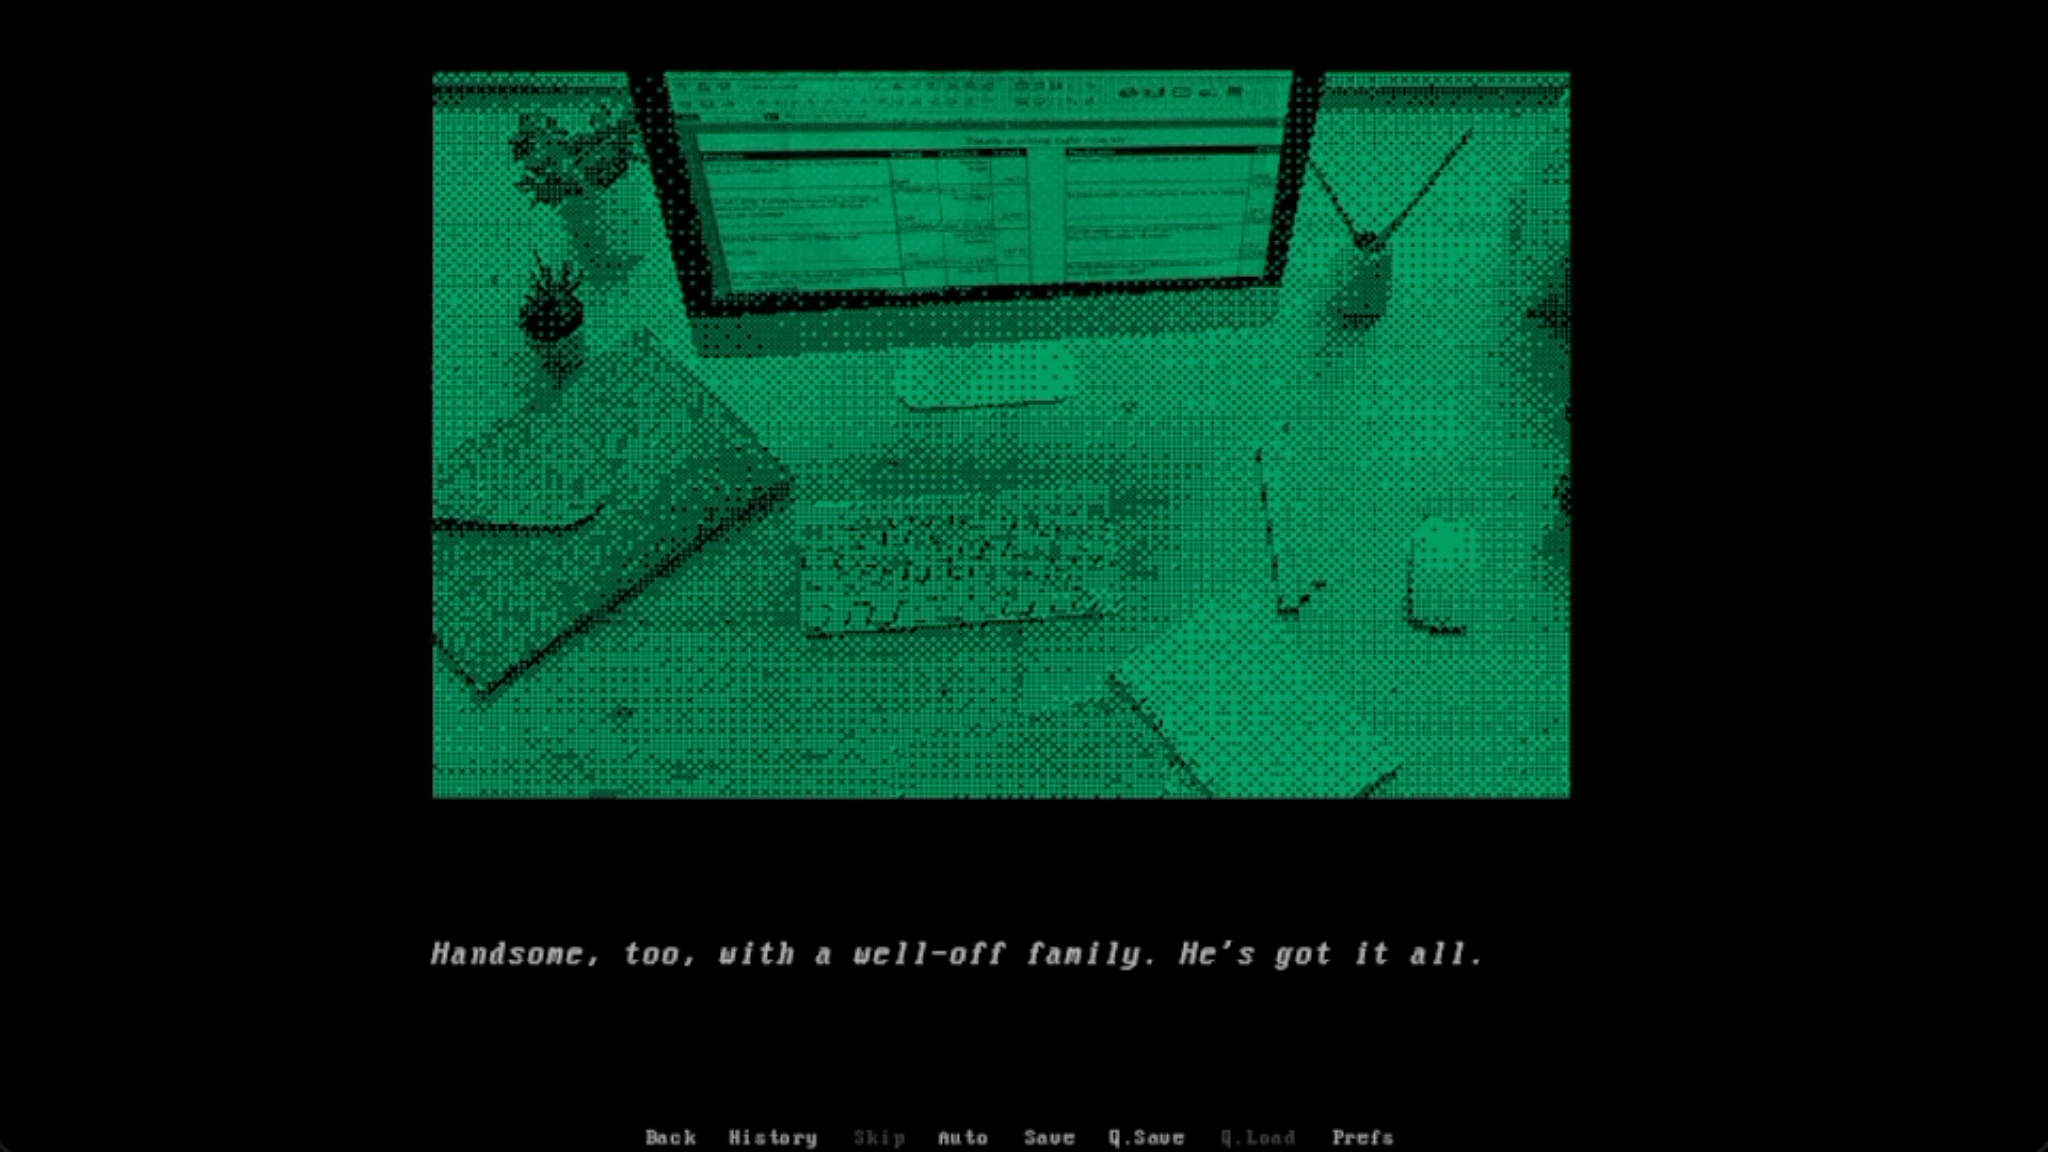 Handsome, too, with a well-off family. He's got it all.
Back History Skip Auto Save Q.Save Q.Load Prefs